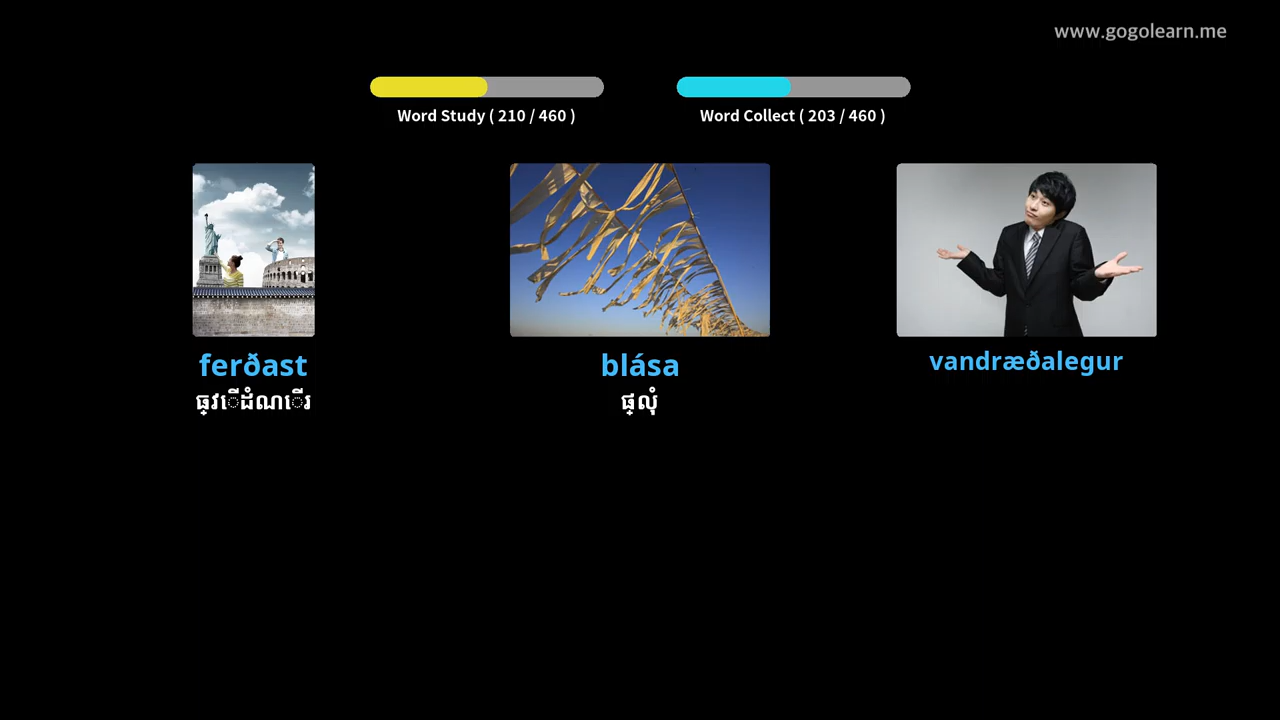 www.gogolearn.me
Word Study ( 210 / 460 )
Word Collect ( 203 / 460 )
ferðast
ធ្វើដំណើរ
blása
ផ្លុំ
vandræðalegur